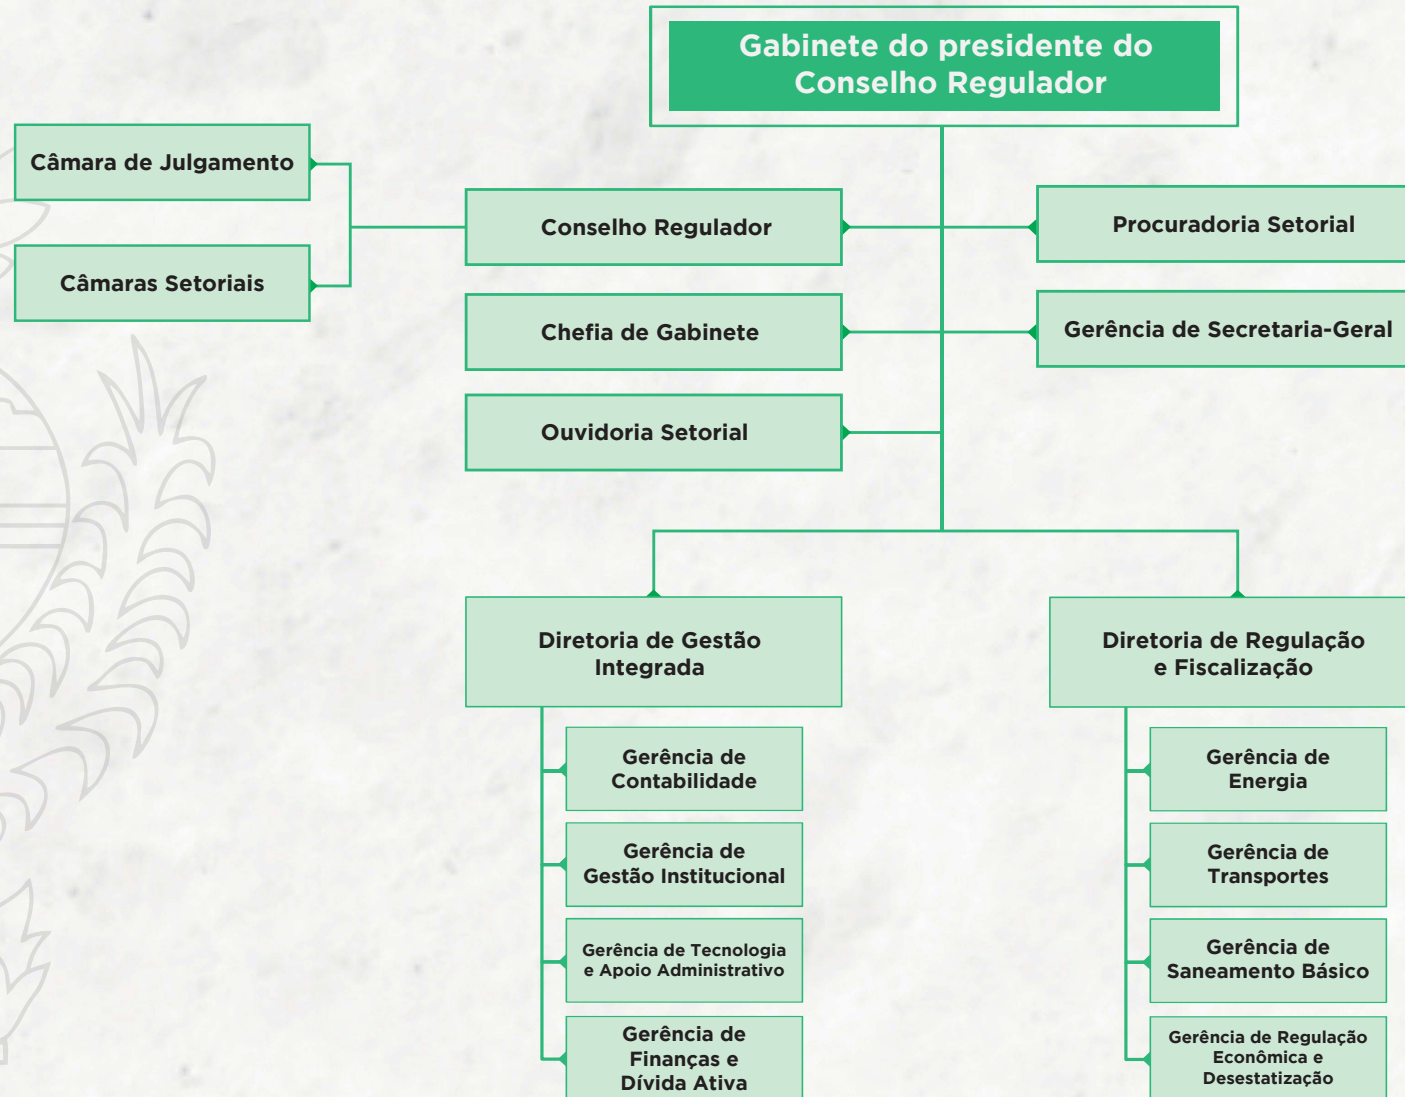 Gabinete do presidente do
Conselho Regulador
Câmara de Julgamento
Câmaras Setoriais
Conselho Regulador
Procuradoria Setorial
Chefia de Gabinete
Gerência de Secretaria-Geral
Ouvidoria Setorial
Diretoria de Gestão
Integrada
Gerência de
Contabilidade
Gerência de
Gestão Institucional
Gerência de Tecnologia
e Apoio Administrativo
Gerência de
Finanças e
Dívida Ativa
Diretoria de Regulação
e Fiscalização
Gerência de
Energia
Gerência de
Transportes
Gerência de
Saneamento Básico
Gerência de Regulação
Econômica e
Desestatização